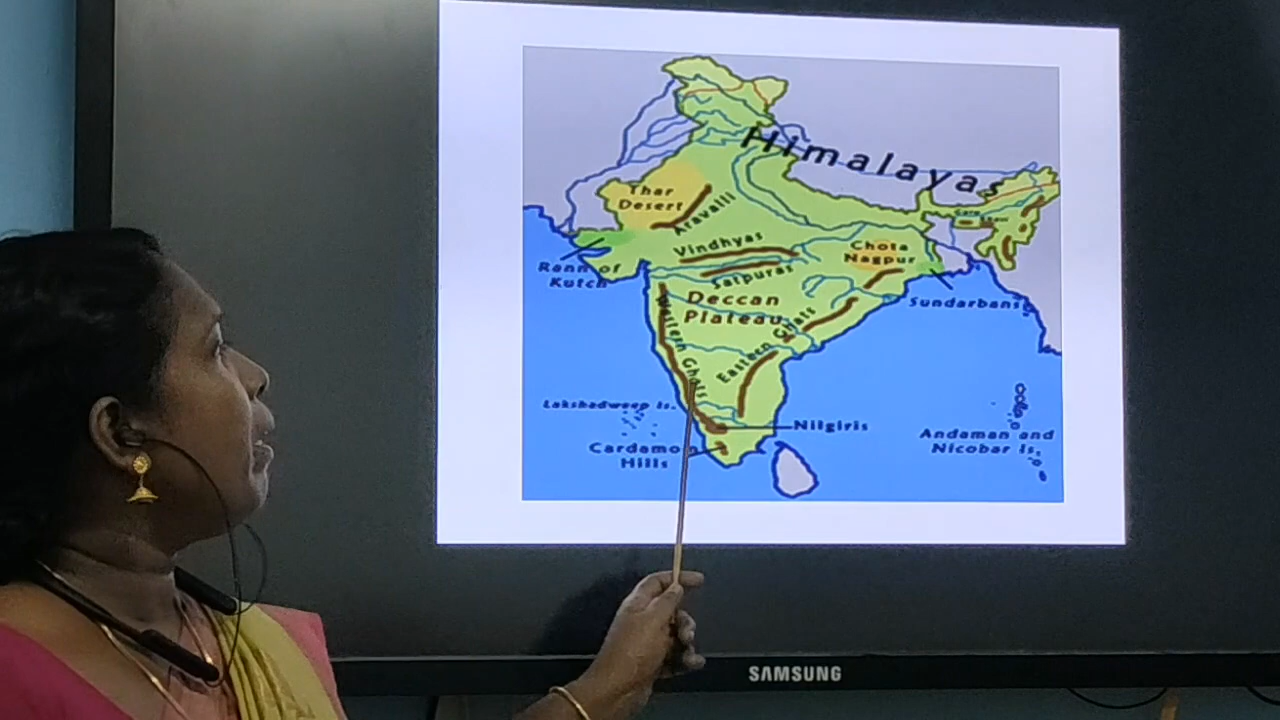 Himalayas
Thar
Desert
Aravalli
Vindhyas
Chota
Nagpur
Rann of
Kutch
Satpuras
Sundarbans
Deccan
Plateau
Western Ghats
Eastern Ghats
Lakshadweep Is.
Nilgiris
Andaman and
Nicobar Is.
Cardamo
Hills
SAMSUNG